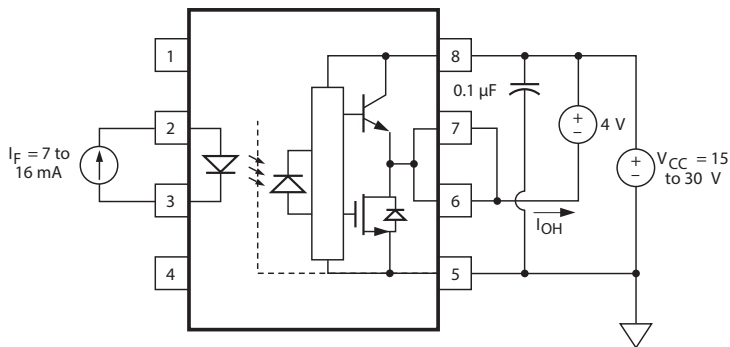 1
8
0.1 µF
2
7
+
−
4 V
I_F = 7 to
16 mA
+
−
V_CC = 15
to 30 V
3
6
I_OH
4
5